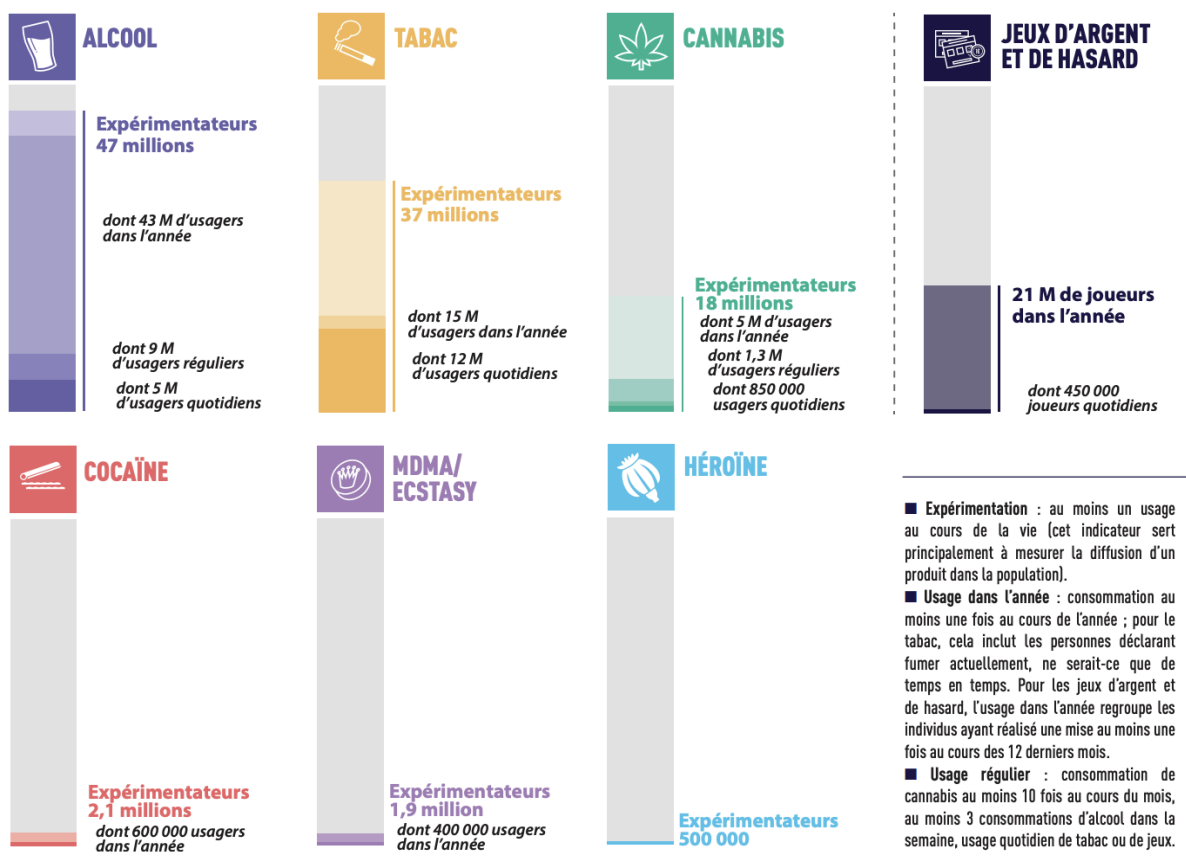 ALCOOL
Expérimentateurs
47 millions
dont 43 M d'usagers
dans l'année
dont 9 M
d'usagers réguliers
dont 5 M
d'usagers quotidiens
TABAC
Expérimentateurs
37 millions
dont 15 M
d'usagers dans l'année
dont 12 M
d'usagers quotidiens
CANNABIS
Expérimentateurs
18 millions
dont 5 M d'usagers
dans l'année
dont 1,3 M
d'usagers réguliers
dont 850 000
usagers quotidiens
JEUX D'ARGENT
ET DE HASARD
21 M de joueurs
dans l'année
dont 450 000
joueurs quotidiens
COCAÏNE
Expérimentateurs
2,1 millions
dont 600 000 usagers
dans l'année
MDMA/
ECSTASY
Expérimentateurs
1,9 million
dont 400 000 usagers
dans l'année
HÉROÏNE
Expérimentateurs
500 000
■ Expérimentation : au moins un usage
au cours de la vie (cet indicateur sert
principalement à mesurer la diffusion d'un
produit dans la population).
■ Usage dans l'année : consommation au
moins une fois au cours de l'année ; pour le
tabac, cela inclut les personnes déclarant
fumer actuellement, ne serait-ce que de
temps en temps. Pour les jeux d'argent et
de hasard, l'usage dans l'année regroupe les
individus ayant réalisé une mise au moins une
fois au cours des 12 derniers mois.
■ Usage régulier : consommation de
cannabis au moins 10 fois au cours du mois,
au moins 3 consommations d'alcool dans la
semaine, usage quotidien de tabac ou de jeux.